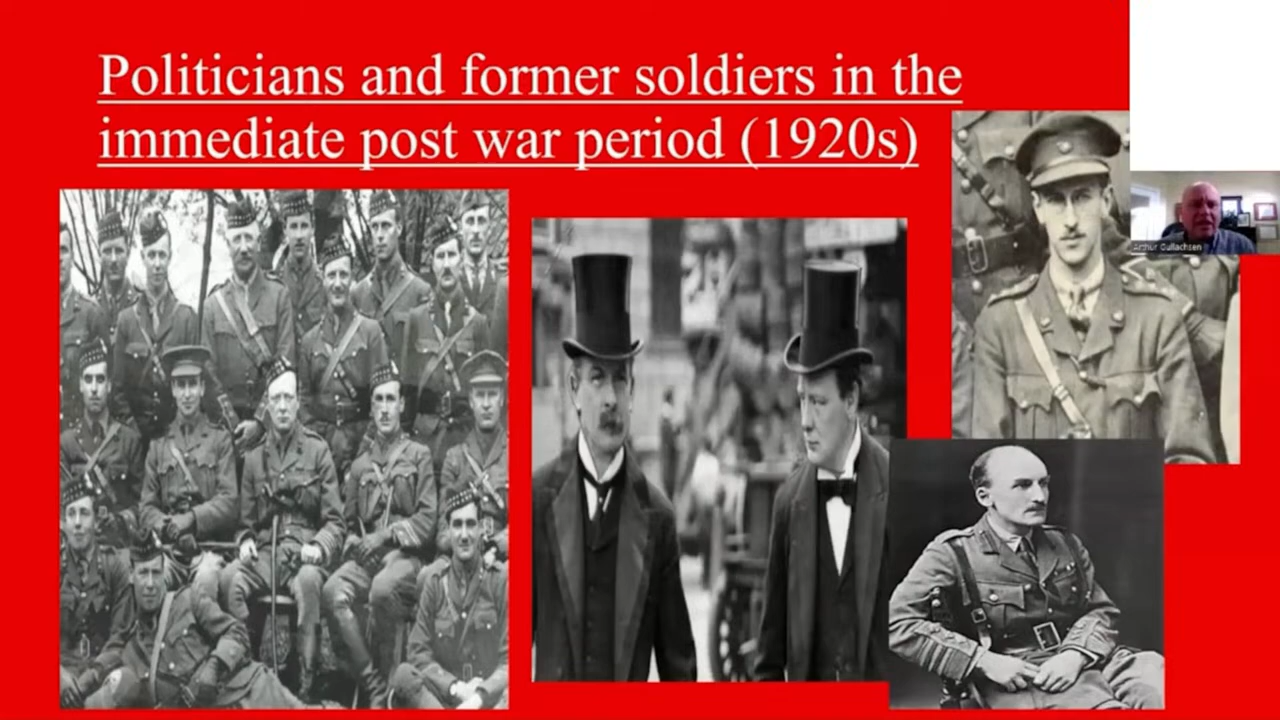 Politicians and former soldiers in the
immediate post war period (1920s)
Arthur Gullachsen